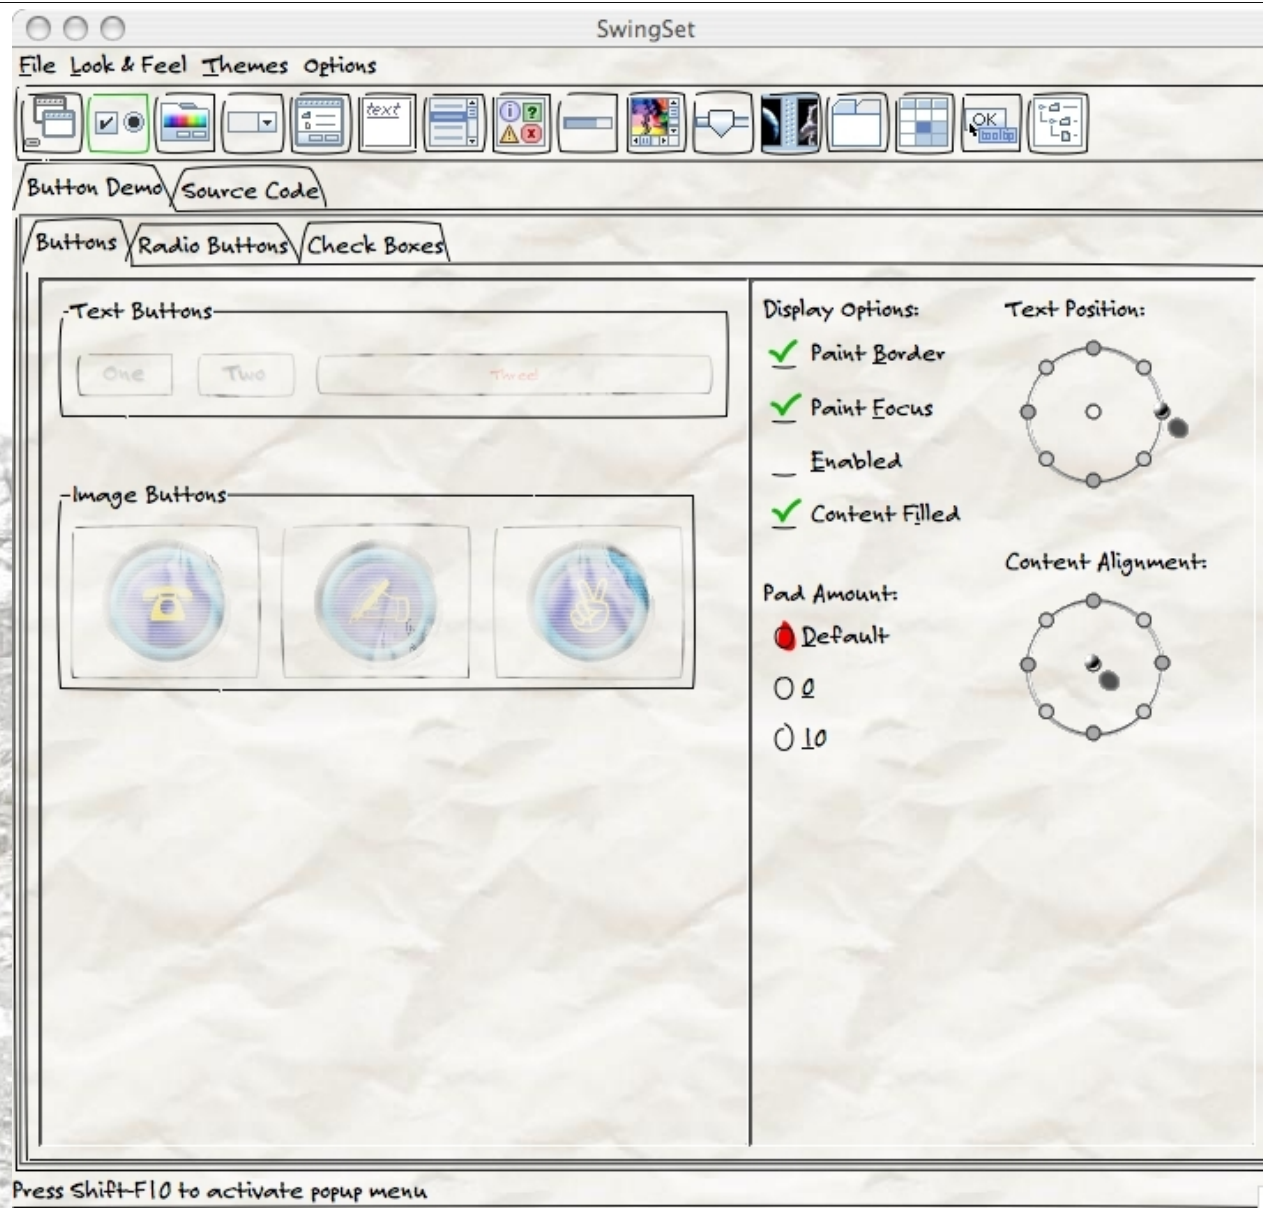 SwingSet
File Look & Feel Themes Options
text
OK
tooltip
Button Demo Source Code
Buttons Radio Buttons Check Boxes
Text Buttons
One Two Three!
Image Buttons
Display Options:
Paint Border
Paint Focus
Enabled
Content Filled
Pad Amount:
Default
0
10
Text Position:
Content Alignment:
Press Shift-F10 to activate popup menu